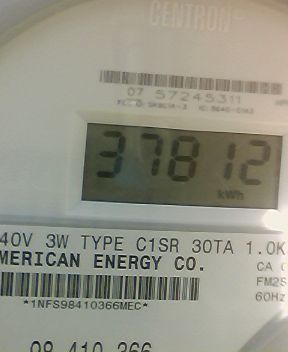 CENTRON
07 57245311
37812
kWh
40V 3W TYPE C1SR 30TA 1.0K
MERICAN ENERGY CO.
CA
FM2S
60Hz
*1NFS98410366MEC*
98 410 366